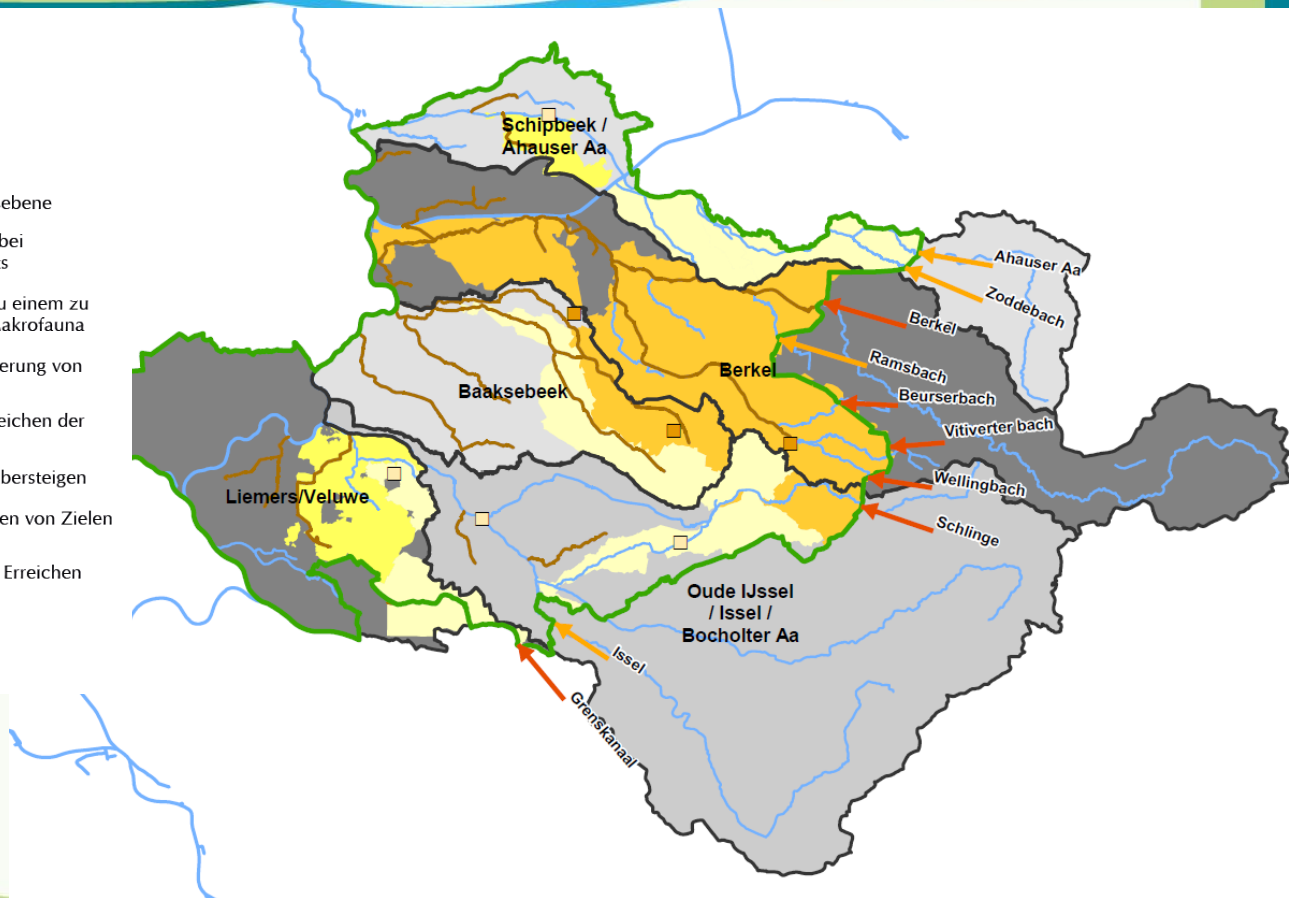 ebene
bei
s
u einem zu
akrofauna
erung von
eichen der
bersteigen
en von Zielen
Erreichen
Schipbeek /
Ahauser Aa
Ahauser Aa
Zoddebach
Berkel
Ramsbach
Berkel
Baaksebeek
Beurserbach
Vitiverter bach
Wellingbach
Liemers/Veluwe
Schlinge
Oude IJssel
/ Issel /
Bocholter Aa
Issel
Grenskanaal